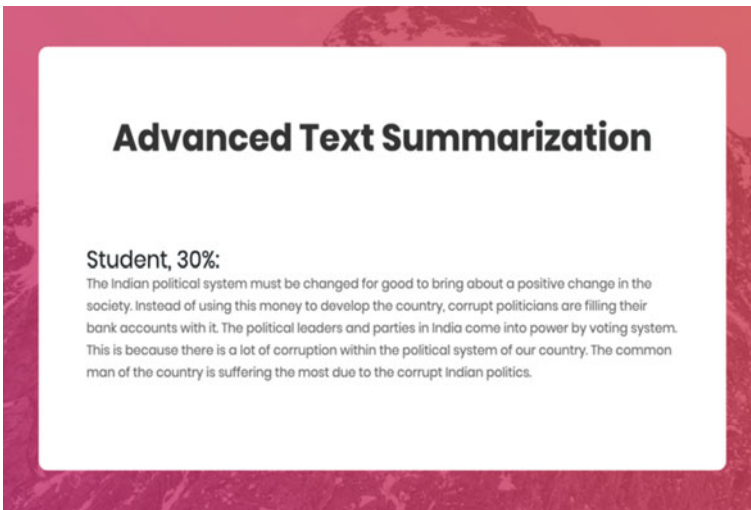 Advanced Text Summarization
Student, 30%:
The Indian political system must be changed for good to bring about a positive change in the
society. Instead of using this money to develop the country, corrupt politicians are filling their
bank accounts with it. The political leaders and parties in India come into power by voting system.
This is because there is a lot of corruption within the political system of our country. The common
man of the country is suffering the most due to the corrupt Indian politics.